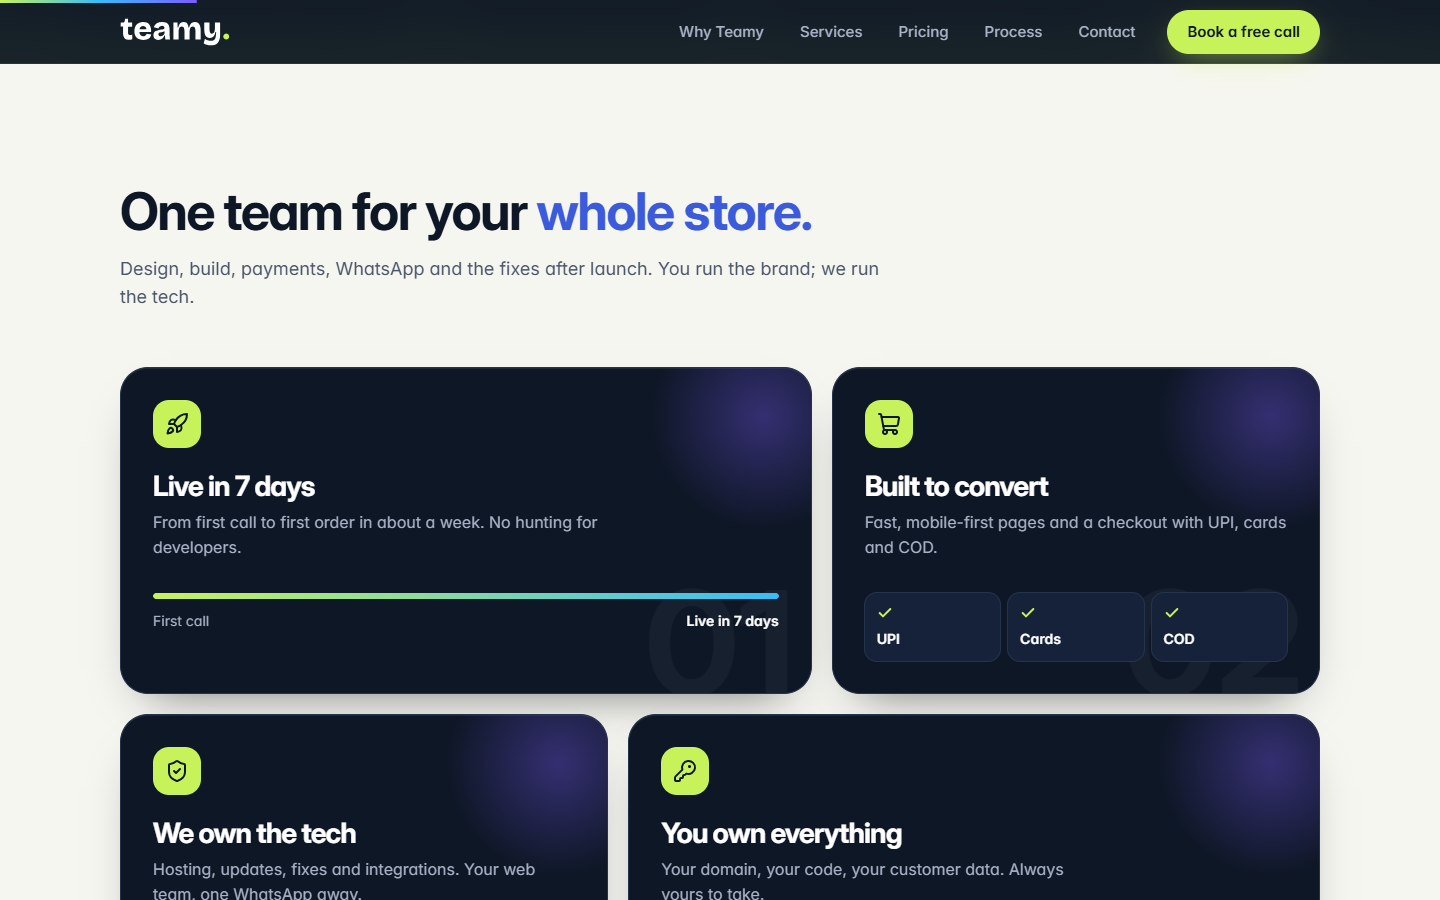 teamy.
Why Teamy
Services
Pricing
Process
Contact
Book a free call
One team for your whole store.
Design, build, payments, WhatsApp and the fixes after launch. You run the brand; we run
the tech.
Live in 7 days
From first call to first order in about a week. No hunting for
developers.
First call
Live in 7 days
01
Built to convert
Fast, mobile-first pages and a checkout with UPI, cards
and COD.
UPI
Cards
COD
02
We own the tech
Hosting, updates, fixes and integrations. Your web
team, one WhatsApp away.
You own everything
Your domain, your code, your customer data. Always
yours to take.